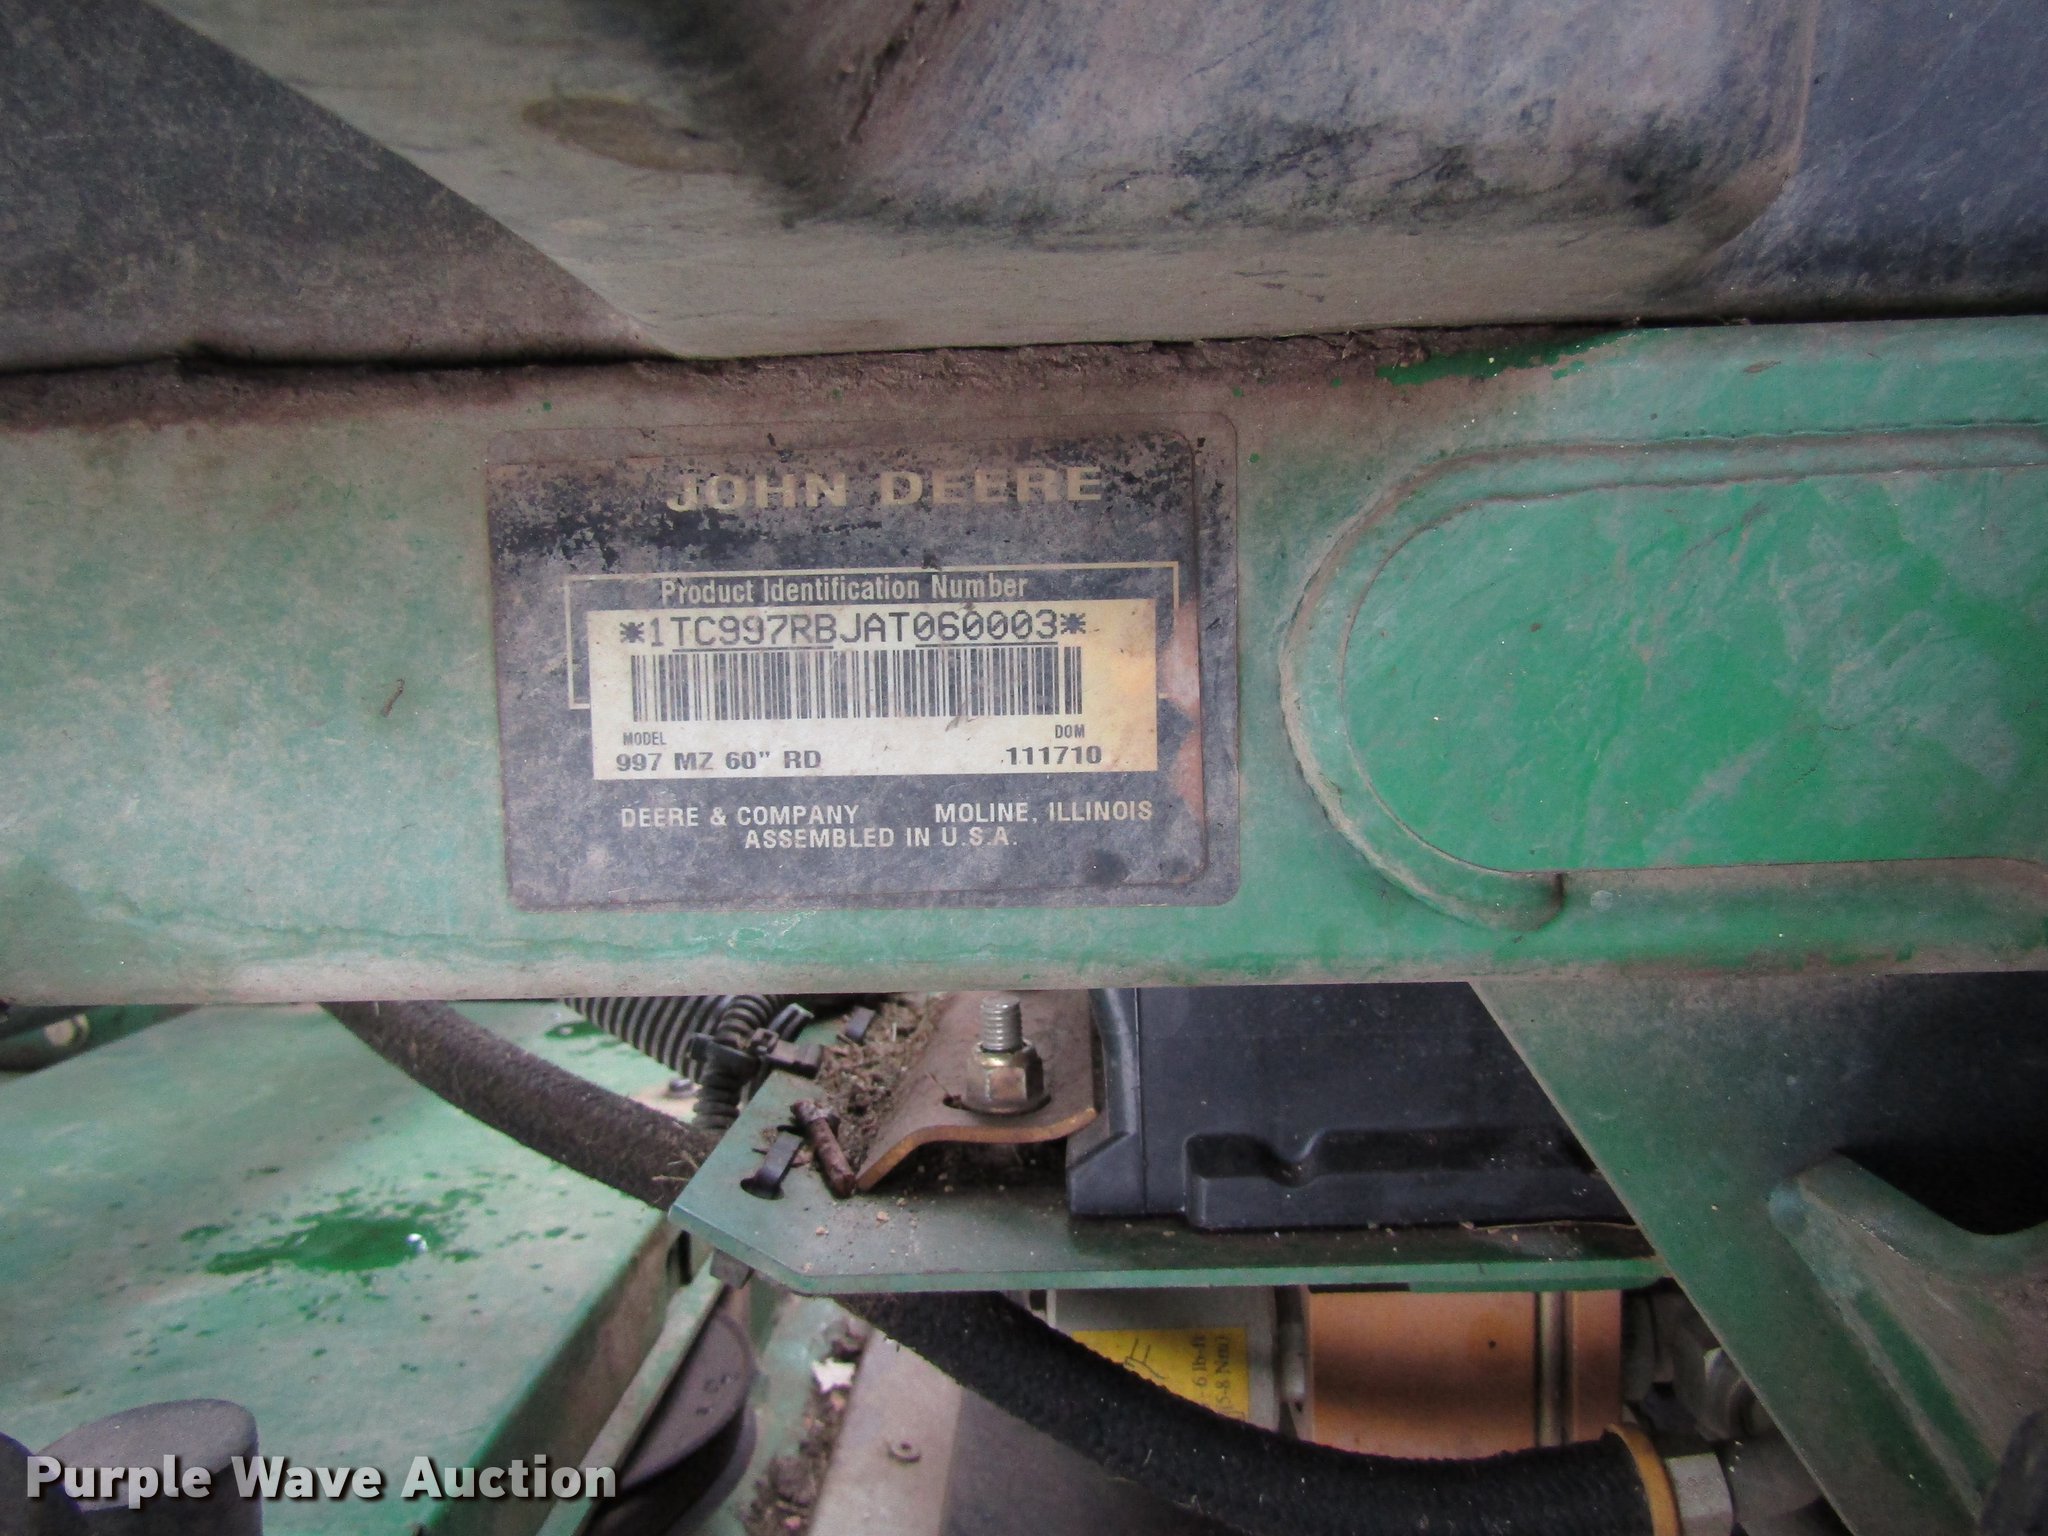 JOHN DEERE
Product Identification Number
*1TC997RBJAT060003*
MODEL DOM
997 MZ 60" RD 111710
DEERE & COMPANY MOLINE, ILLINOIS
ASSEMBLED IN U.S.A.
Purple Wave Auction